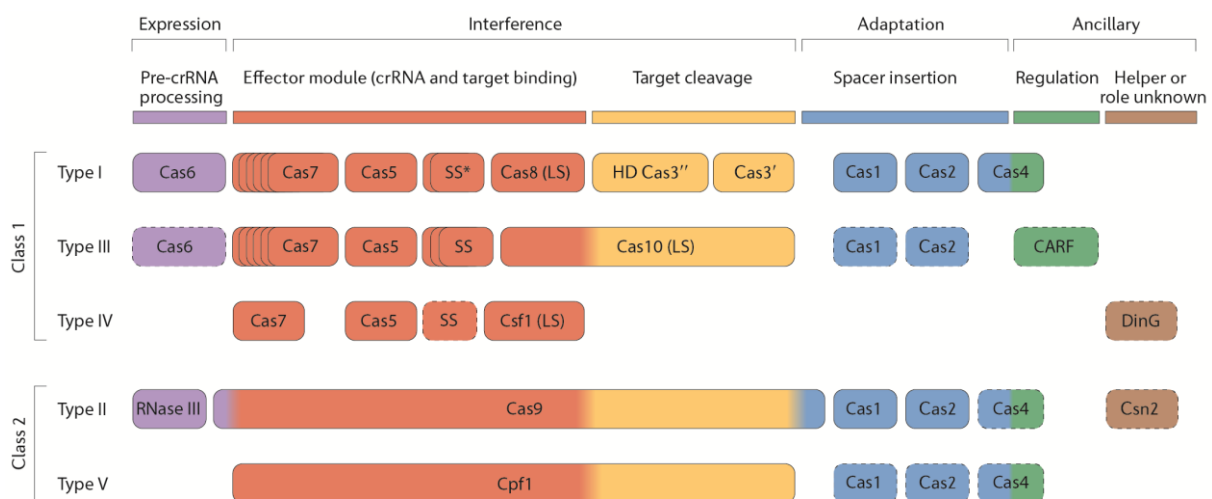 Expression Interference Adaptation Ancillary
Pre-crRNA processing Effector module (crRNA and target binding) Target cleavage Spacer insertion Regulation Helper or role unknown
Class 1
Type I Cas6 Cas7 Cas5 SS* Cas8 (LS) HD Cas3′′ Cas3′ Cas1 Cas2 Cas4
Type III Cas6 Cas7 Cas5 SS Cas10 (LS) Cas1 Cas2 CARF
Type IV Cas7 Cas5 SS Csf1 (LS) DinG
Class 2
Type II RNase III Cas9 Cas1 Cas2 Cas4 Csn2
Type V Cpf1 Cas1 Cas2 Cas4